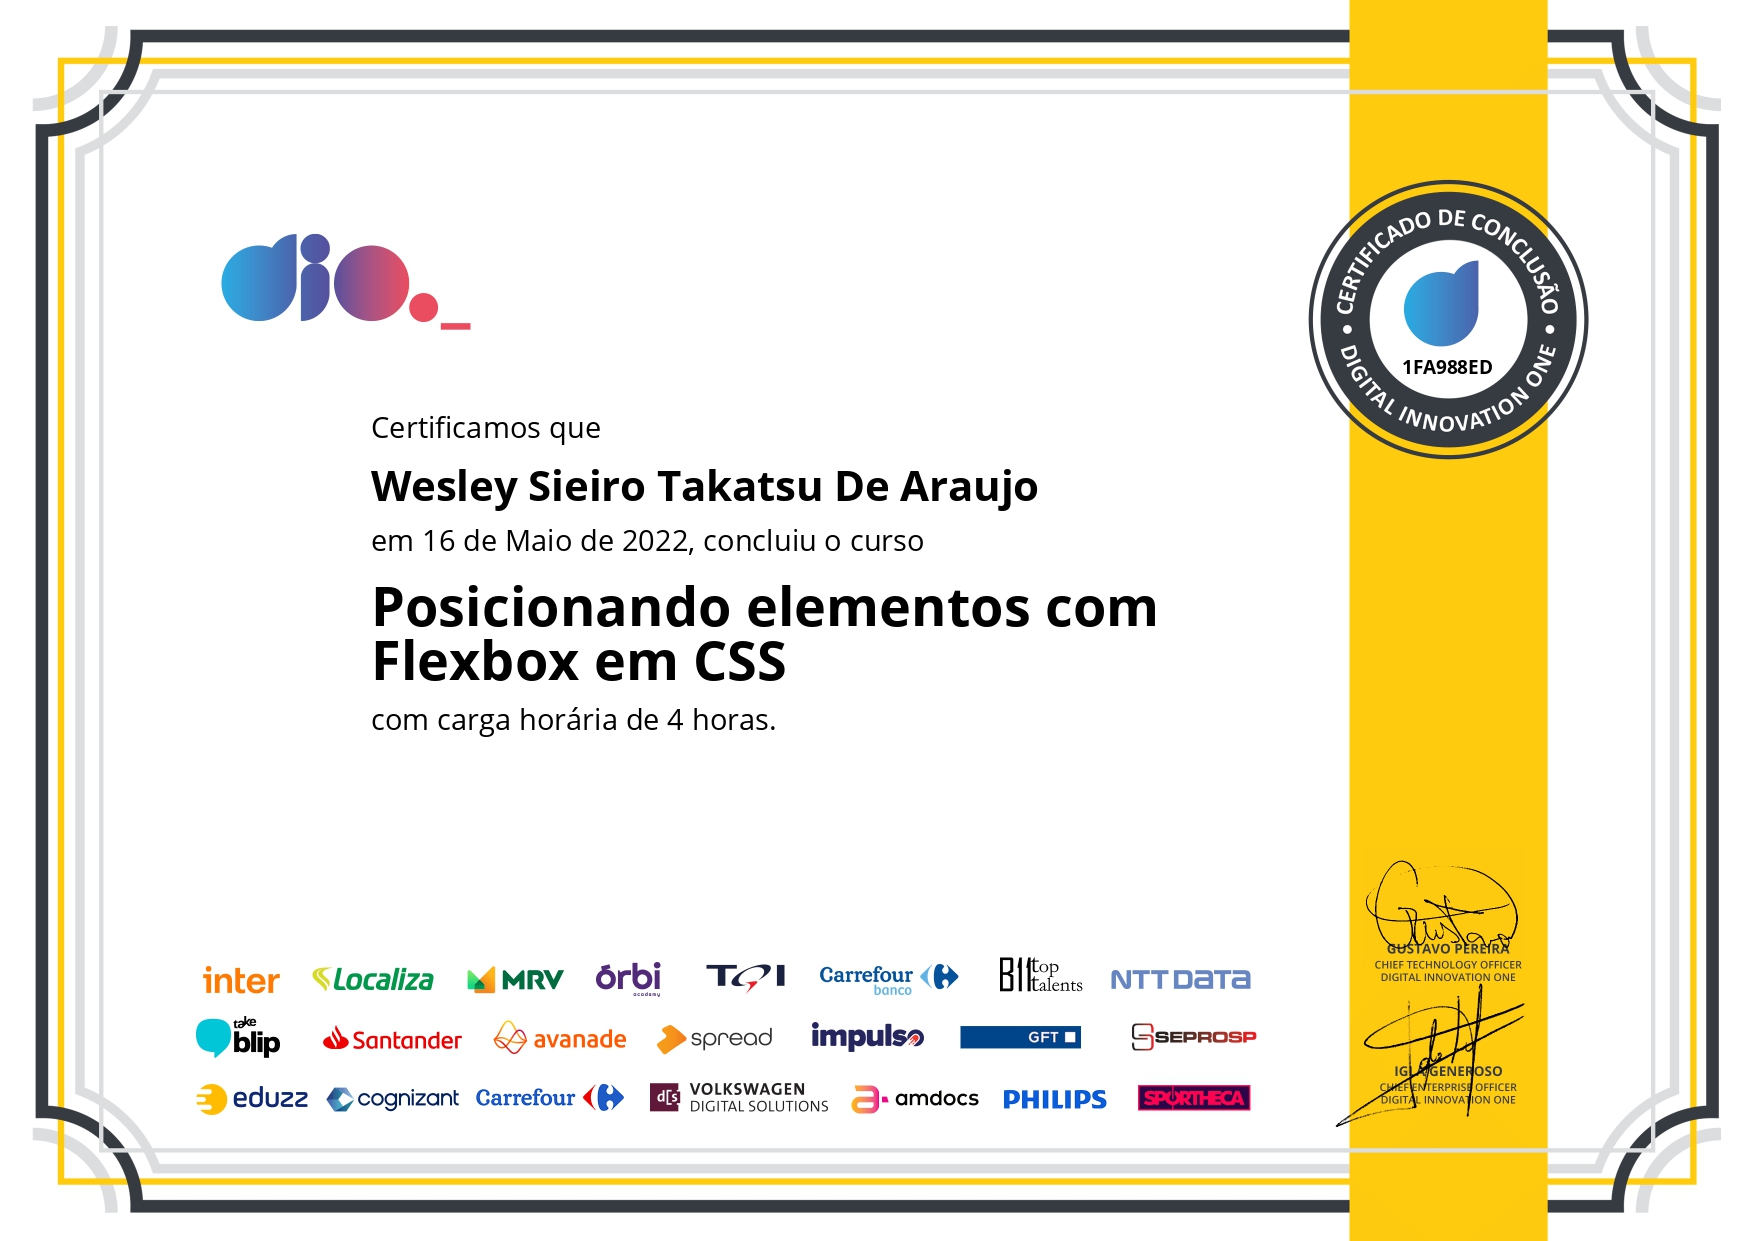 dio._
CERTIFICADO DE CONCLUSÃO
1FA988ED
DIGITAL INNOVATION ONE
Certificamos que
Wesley Sieiro Takatsu De Araujo
em 16 de Maio de 2022, concluiu o curso
Posicionando elementos com
Flexbox em CSS
com carga horária de 4 horas.
Gustavo
GUSTAVO PEREIRA
CHIEF TECHNOLOGY OFFICER
DIGITAL INNOVATION ONE
inter Localiza MRV órbi academy TQI Carrefour banco B11 top talents NTT DATA
take blip Santander avanade spread impulso GFT SEPROSP
IGLA GENEROSO
CHIEF ENTERPRISE OFFICER
DIGITAL INNOVATION ONE
eduzz cognizant Carrefour d[s] VOLKSWAGEN DIGITAL SOLUTIONS a amdocs PHILIPS SPORTHECA